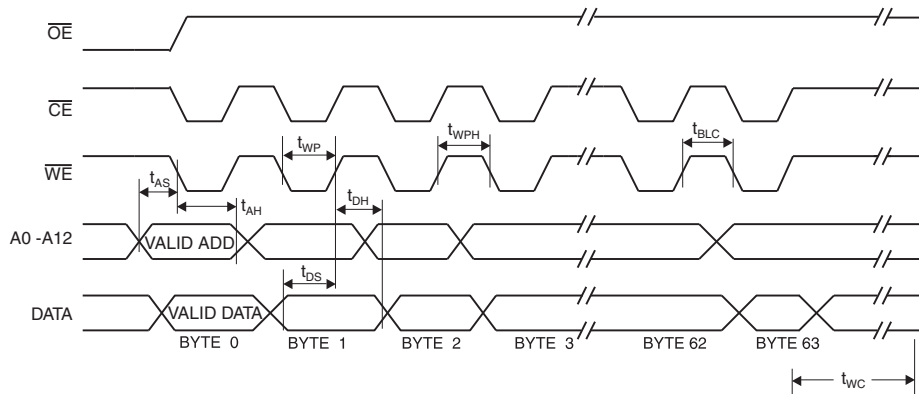 OE
CE
tWP
tWPH
tBLC
WE
tAS
tAH
tDH
A0 -A12
VALID ADD
tDS
DATA
VALID DATA
BYTE 0
BYTE 1
BYTE 2
BYTE 3
BYTE 62
BYTE 63
tWC